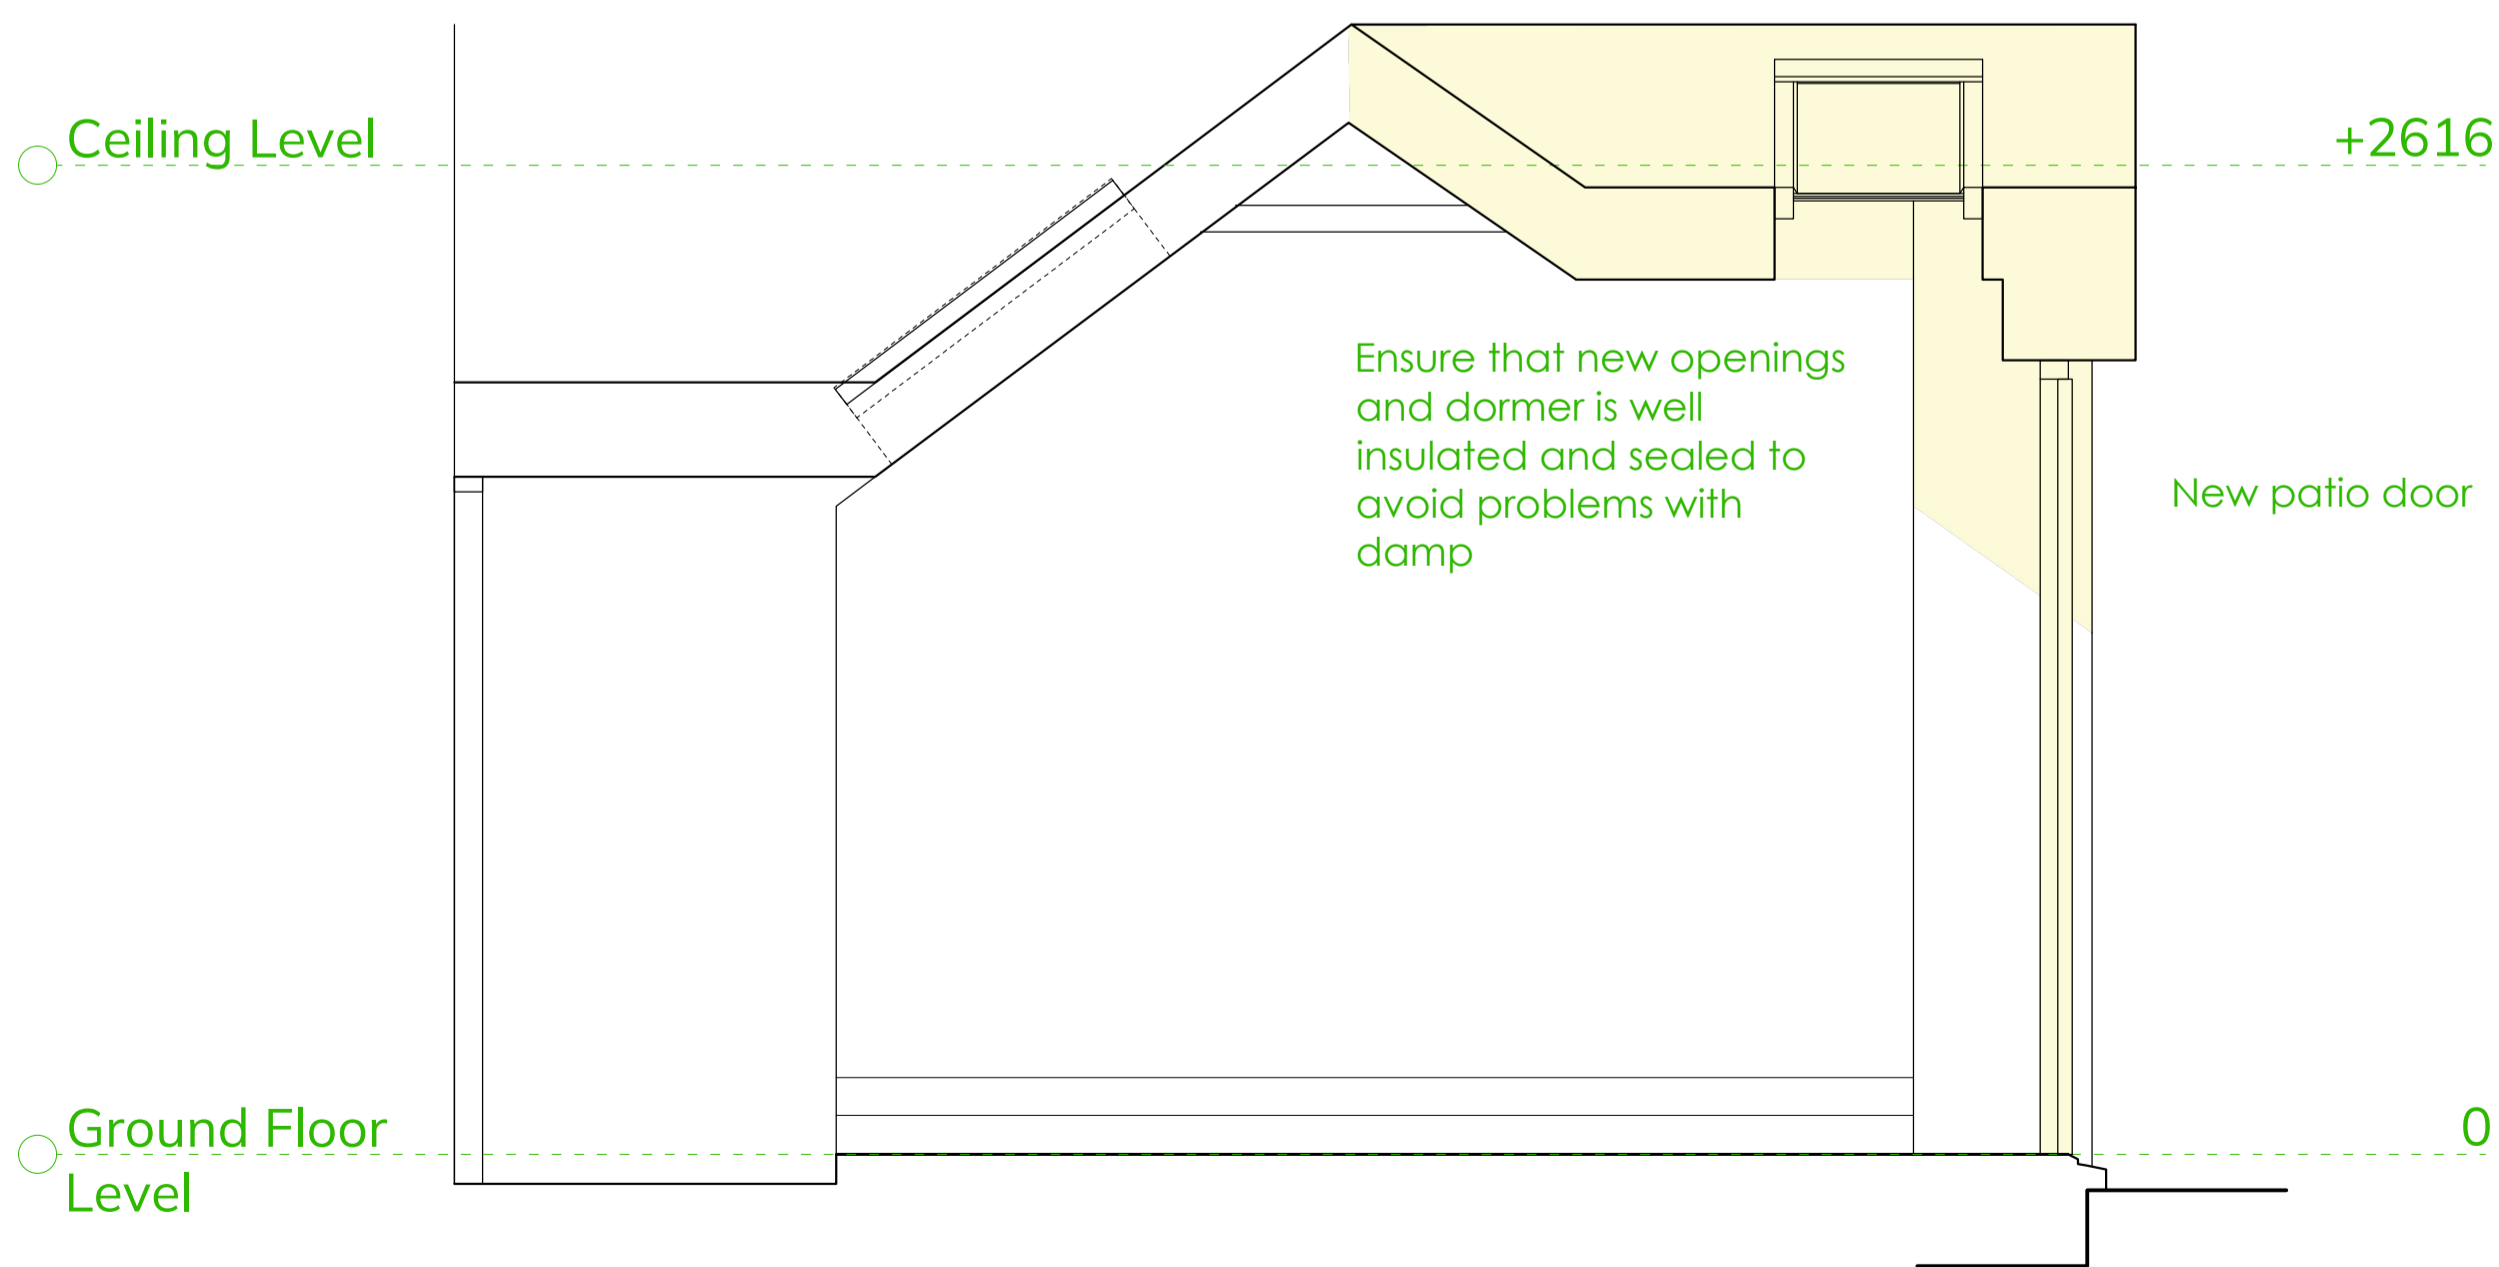 Ceiling Level
+2616
Ensure that new openings
and dormer is well
insulated and sealed to
avoid problems with
damp
New patio door
Ground Floor
Level
0